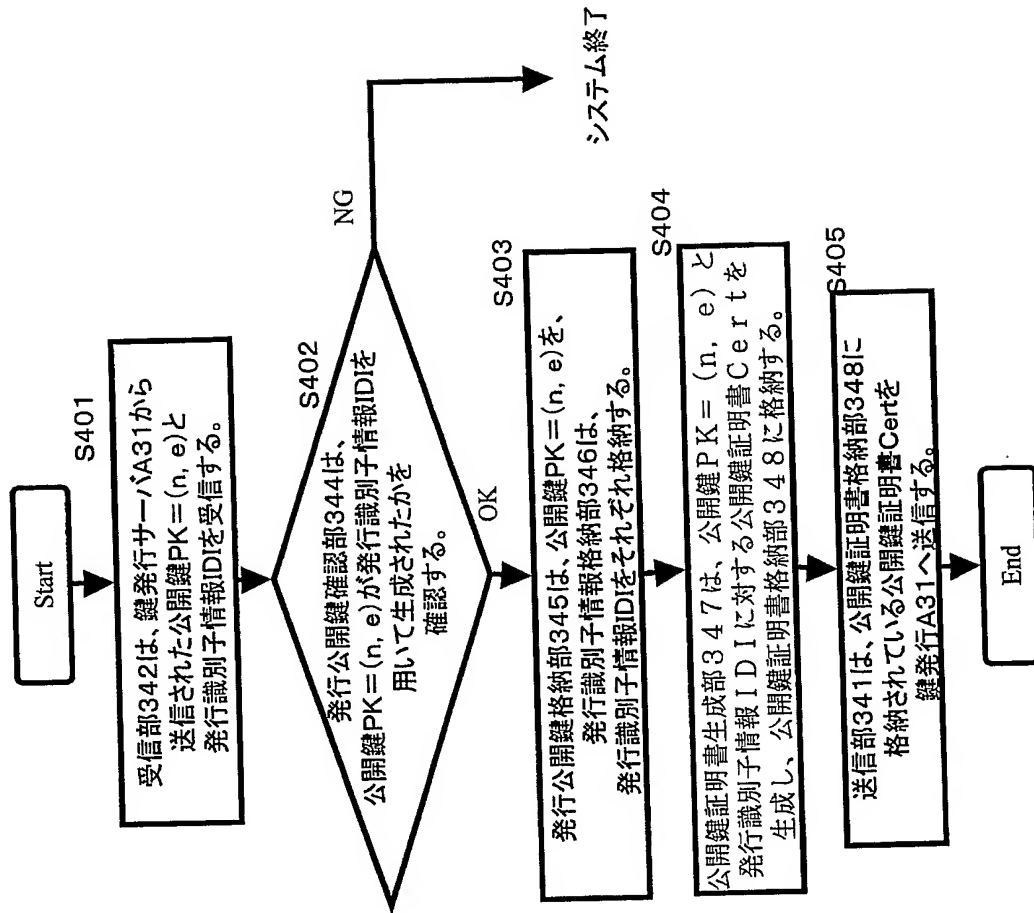 Start
S401
受信部342は、鍵発行サーバA31から
送信された公開鍵PK=(n, e)と
発行識別子情報IDIを受信する。
S402
発行公開鍵確認部344は、
公開鍵PK=(n, e)が発行識別子情報IDIを
用いて生成されたかを
確認する。
NG
システム終了
OK
S403
発行公開鍵格納部345は、公開鍵PK=(n, e)を、
発行識別子情報格納部346は、
発行識別子情報IDIをそれぞれ格納する。
S404
公開鍵証明書生成部347は、公開鍵PK=(n, e)と
発行識別子情報IDIに対する公開鍵証明書Certを
生成し、公開鍵証明書格納部348に格納する。
S405
送信部341は、公開鍵証明書格納部348に
格納されている公開鍵証明書Certを
鍵発行A31へ送信する。
End